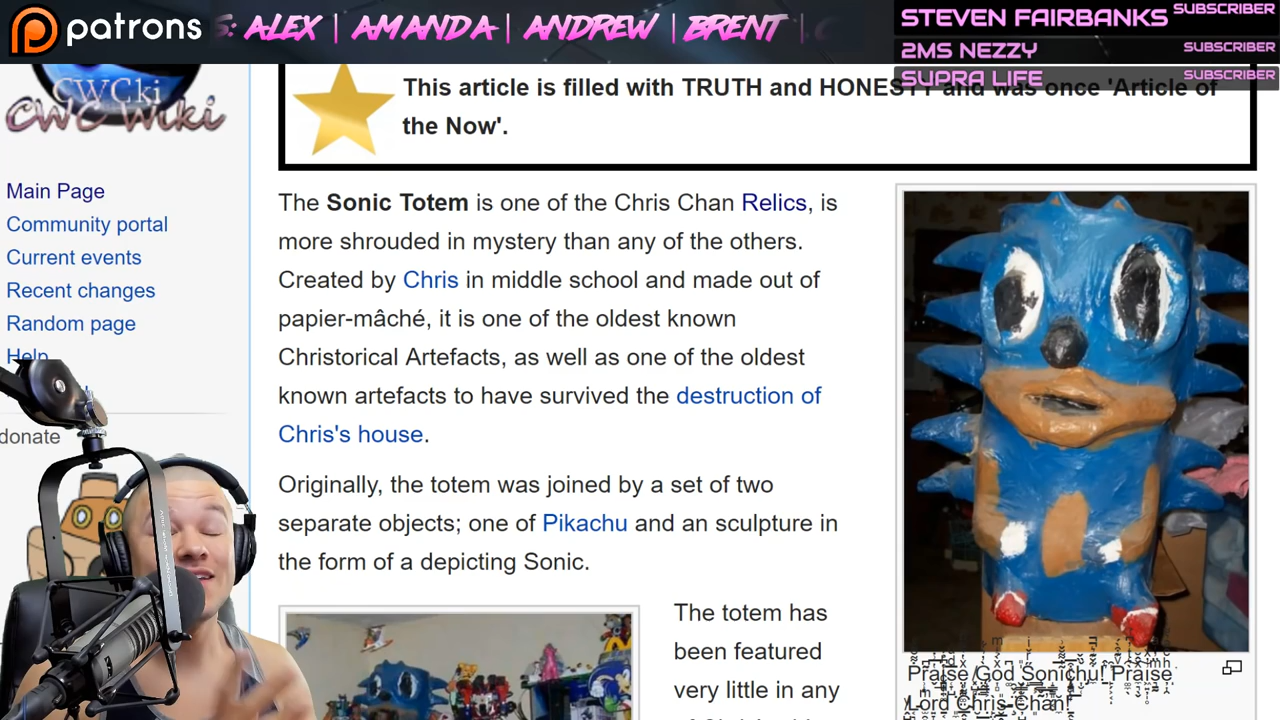 patrons
S: ALEX | AMANDA | ANDREW | BRENT | C
STEVEN FAIRBANKS SUBSCRIBER
2MS NEZZY SUBSCRIBER
SUPRA LIFE SUBSCRIBER
CWCki
CWC Wiki
This article is filled with TRUTH and HONESTY and was once 'Article of
the Now'.
Main Page
Community portal
Current events
Recent changes
Random page
Help
donate
The Sonic Totem is one of the Chris Chan Relics, is
more shrouded in mystery than any of the others.
Created by Chris in middle school and made out of
papier-mâché, it is one of the oldest known
Christorical Artefacts, as well as one of the oldest
known artefacts to have survived the destruction of
Chris's house.
Originally, the totem was joined by a set of two
separate objects; one of Pikachu and an sculpture in
the form of a depicting Sonic.
The totem has
been featured
very little in any
Praise God Sonichu! Praise
Lord Chris-Chan!